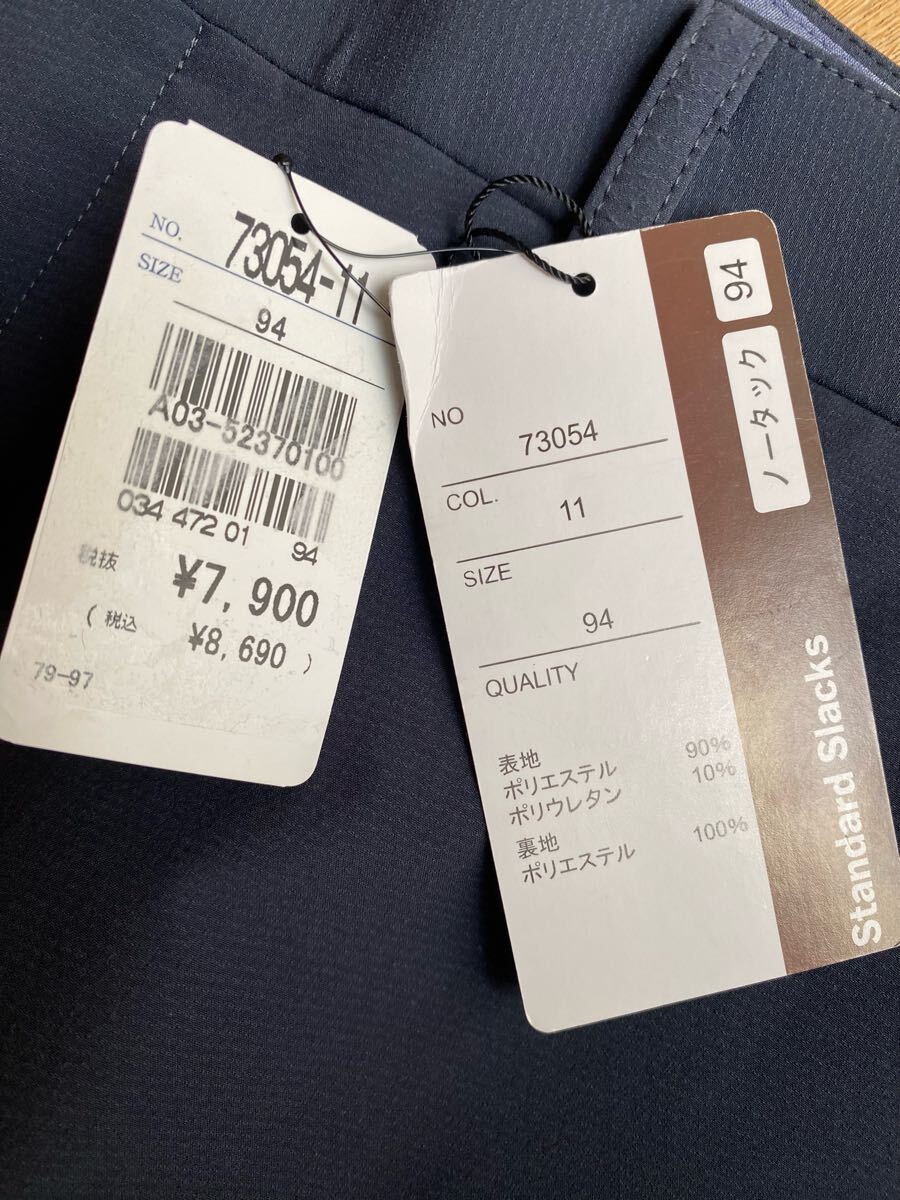 NO. 73054-11
SIZE
94
A03-52370100
034 472 01 94
税抜 ¥7,900
( 税込 ¥8,690 )
79-97
NO
73054
COL.
11
SIZE
94
QUALITY
表地
ポリエステル 90%
ポリウレタン 10%
裏地
ポリエステル 100%
94
ノータック
Standard Slacks